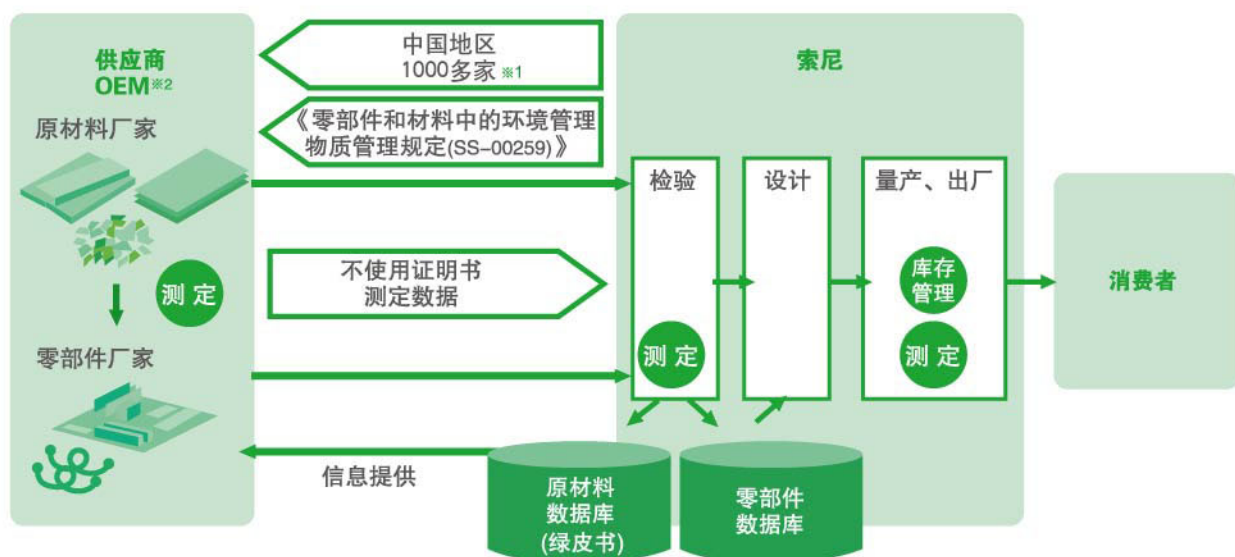 供应商
OEM※2
原材料厂家
测定
零部件厂家
中国地区
1000多家 ※1
《零部件和材料中的环境管理
物质管理规定(SS-00259)》
不使用证明书
测定数据
信息提供
索尼
检验
测定
设计
量产、出厂
库存
管理
测定
原材料
数据库
(绿皮书)
零部件
数据库
消费者